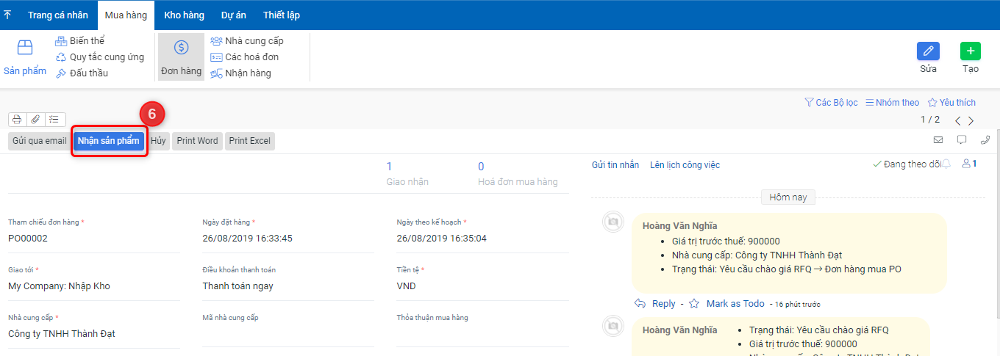 Trang cá nhân Mua hàng Kho hàng Dự án Thiết lập
Sản phẩm
Biến thể
Quy tắc cung ứng
Đấu thầu
Đơn hàng
Nhà cung cấp
Các hoá đơn
Nhận hàng
Sửa
Tạo
Các Bộ lọc Nhóm theo Yêu thích
1 / 2
6
Gửi qua email Nhận sản phẩm Hủy Print Word Print Excel
1
Giao nhận
0
Hoá đơn mua hàng
Gửi tin nhắn Lên lịch công việc Đang theo dõi 1
Hôm nay
Tham chiếu đơn hàng *
PO00002
Ngày đặt hàng *
26/08/2019 16:33:45
Ngày theo kế hoạch *
26/08/2019 16:35:04
Giao tới *
My Company: Nhập Kho
Điều khoản thanh toán
Thanh toán ngay
Tiền tệ *
VND
Nhà cung cấp *
Công ty TNHH Thành Đạt
Mã nhà cung cấp
Thỏa thuận mua hàng
Hoàng Văn Nghĩa
• Giá trị trước thuế: 900000
• Nhà cung cấp: Công ty TNHH Thành Đạt
• Trạng thái: Yêu cầu chào giá RFQ → Đơn hàng mua PO
Reply - Mark as Todo - 16 phút trước
Hoàng Văn Nghĩa
• Trạng thái: Yêu cầu chào giá RFQ
• Giá trị trước thuế: 900000